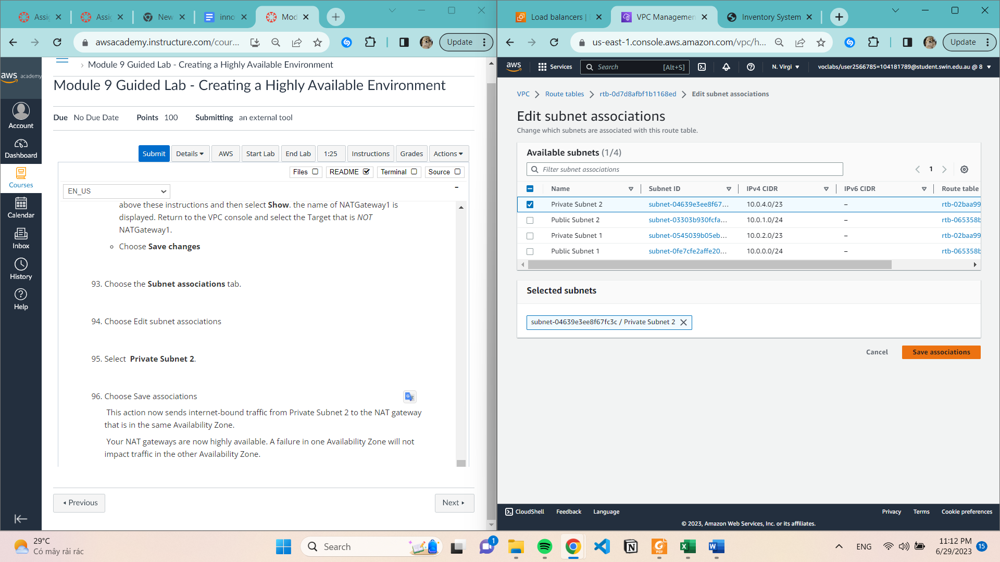 Assi
Assi
New
inno
Mod
awsacademy.instructure.com/cour...
Update
aws academy
Account
Dashboard
Courses
Calendar
Inbox
History
Help
› Module 9 Guided Lab - Creating a Highly Available Environment
Module 9 Guided Lab - Creating a Highly Available Environment
Due No Due Date Points 100 Submitting an external tool
Submit Details AWS Start Lab End Lab 1:25 Instructions Grades Actions
Files README Terminal Source
EN_US
-
above these instructions and then select Show. the name of NATGateway1 is
displayed. Return to the VPC console and select the Target that is NOT
NATGateway1.
Choose Save changes
93. Choose the Subnet associations tab.
94. Choose Edit subnet associations
95. Select Private Subnet 2.
96. Choose Save associations
This action now sends internet-bound traffic from Private Subnet 2 to the NAT gateway
that is in the same Availability Zone.
Your NAT gateways are now highly available. A failure in one Availability Zone will not
impact traffic in the other Availability Zone.
Previous
Next
Load balancers |
VPC Managemen
Inventory System
us-east-1.console.aws.amazon.com/vpc/h...
Update
aws Services Search [Alt+S] N. Virgi voclabs/user2566785=104181789@student.swin.edu.au @ 8
VPC Route tables rtb-0d7d8afbf1b1168ed Edit subnet associations
Edit subnet associations
Change which subnets are associated with this route table.
Available subnets (1/4)
Filter subnet associations
1
Name Subnet ID IPv4 CIDR IPv6 CIDR Route table
Private Subnet 2 subnet-04639e3ee8f67... 10.0.4.0/23 – rtb-02baa99
Public Subnet 2 subnet-03303b930fcfa... 10.0.1.0/24 – rtb-065358b
Private Subnet 1 subnet-0545039b05eb... 10.0.2.0/23 – rtb-02baa99
Public Subnet 1 subnet-0fe7cfe2affe20... 10.0.0.0/24 – rtb-065358b
Selected subnets
subnet-04639e3ee8f67fc3c / Private Subnet 2
Cancel
Save associations
CloudShell Feedback Language Privacy Terms Cookie preferences
© 2023, Amazon Web Services, Inc. or its affiliates.
29°C
Có mây rải rác
Search
1
ENG
11:12 PM
6/29/2023
15